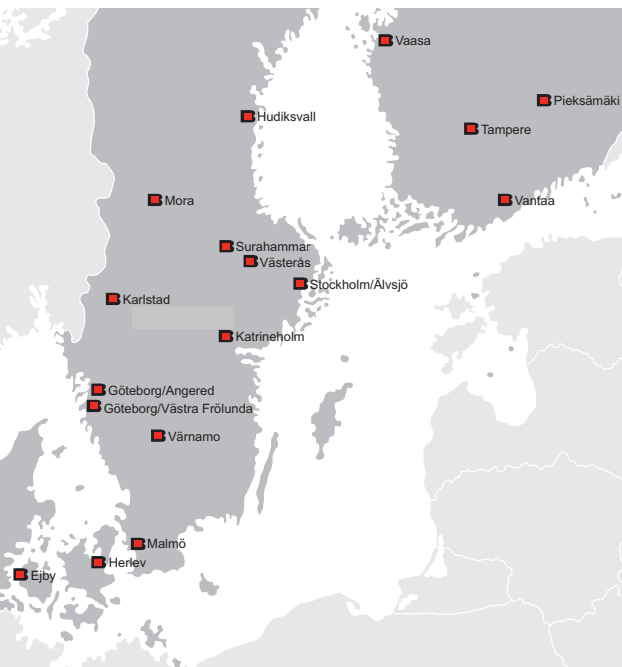 Vaasa
Pieksämäki
Hudiksvall
Tampere
Mora
Vantaa
Surahammar
Västerås
Stockholm/Älvsjö
Karlstad
Katrineholm
Göteborg/Angered
Göteborg/Västra Frölunda
Värnamo
Malmö
Herlev
Ejby